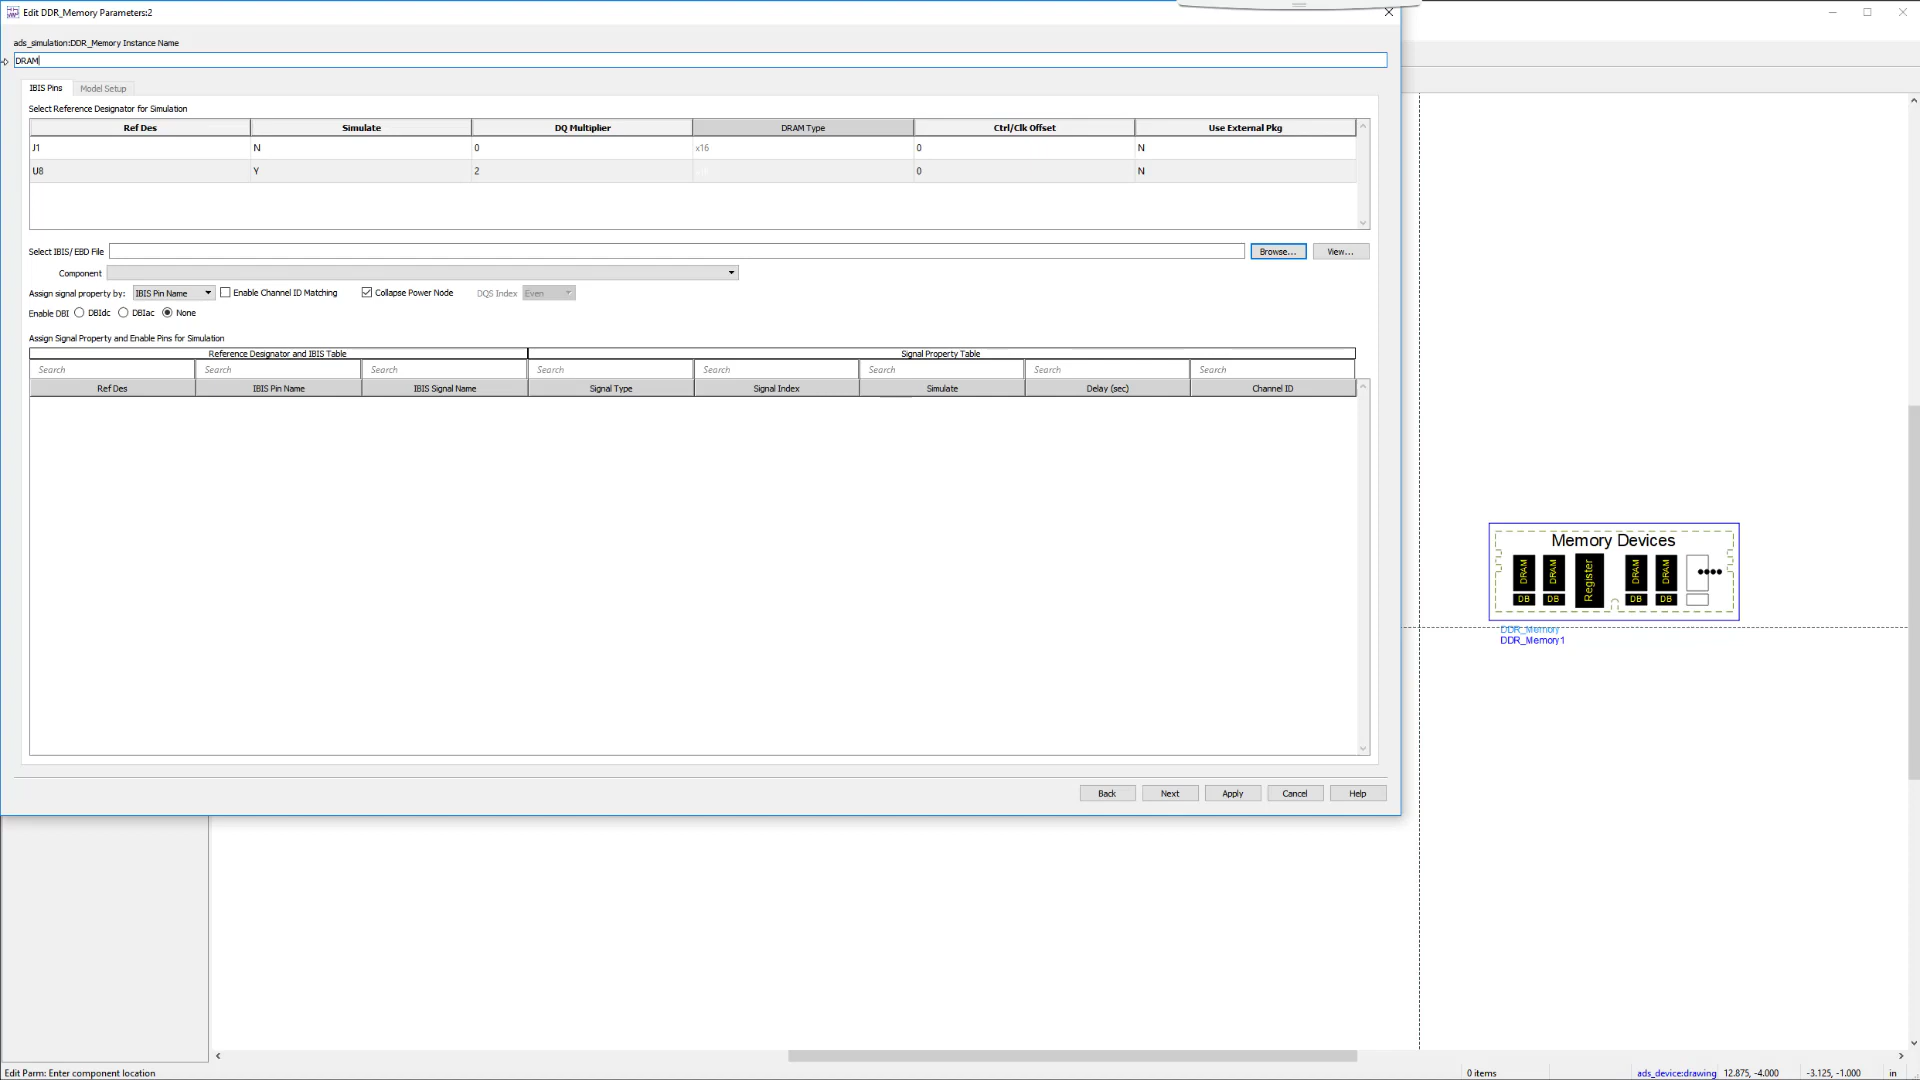 Edit DDR_Memory Parameters:2
ads_simulation:DDR_Memory Instance Name
DRAM
IBIS Pins Model Setup
Select Reference Designator for Simulation
Ref Des Simulate DQ Multiplier DRAM Type Ctrl/Clk Offset Use External Pkg
J1 N 0 x16 0 N
U8 Y 2 x16 0 N
Select IBIS/ EBD File Browse... View...
Component
Assign signal property by: IBIS Pin Name Enable Channel ID Matching Collapse Power Node DQS Index Even
Enable DBI DBIdc DBIac None
Assign Signal Property and Enable Pins for Simulation
Reference Designator and IBIS Table Signal Property Table
Search Search Search Search Search Search Search Search
Ref Des IBIS Pin Name IBIS Signal Name Signal Type Signal Index Simulate Delay (sec) Channel ID
Back Next Apply Cancel Help
Memory Devices
DRAM DRAM Register DRAM DRAM
DB DB DB DB
DDR_Memory
DDR_Memory1
Edit Parm: Enter component location 0 items ads_device:drawing 12.875, -4.000 -3.125, -1.000 in